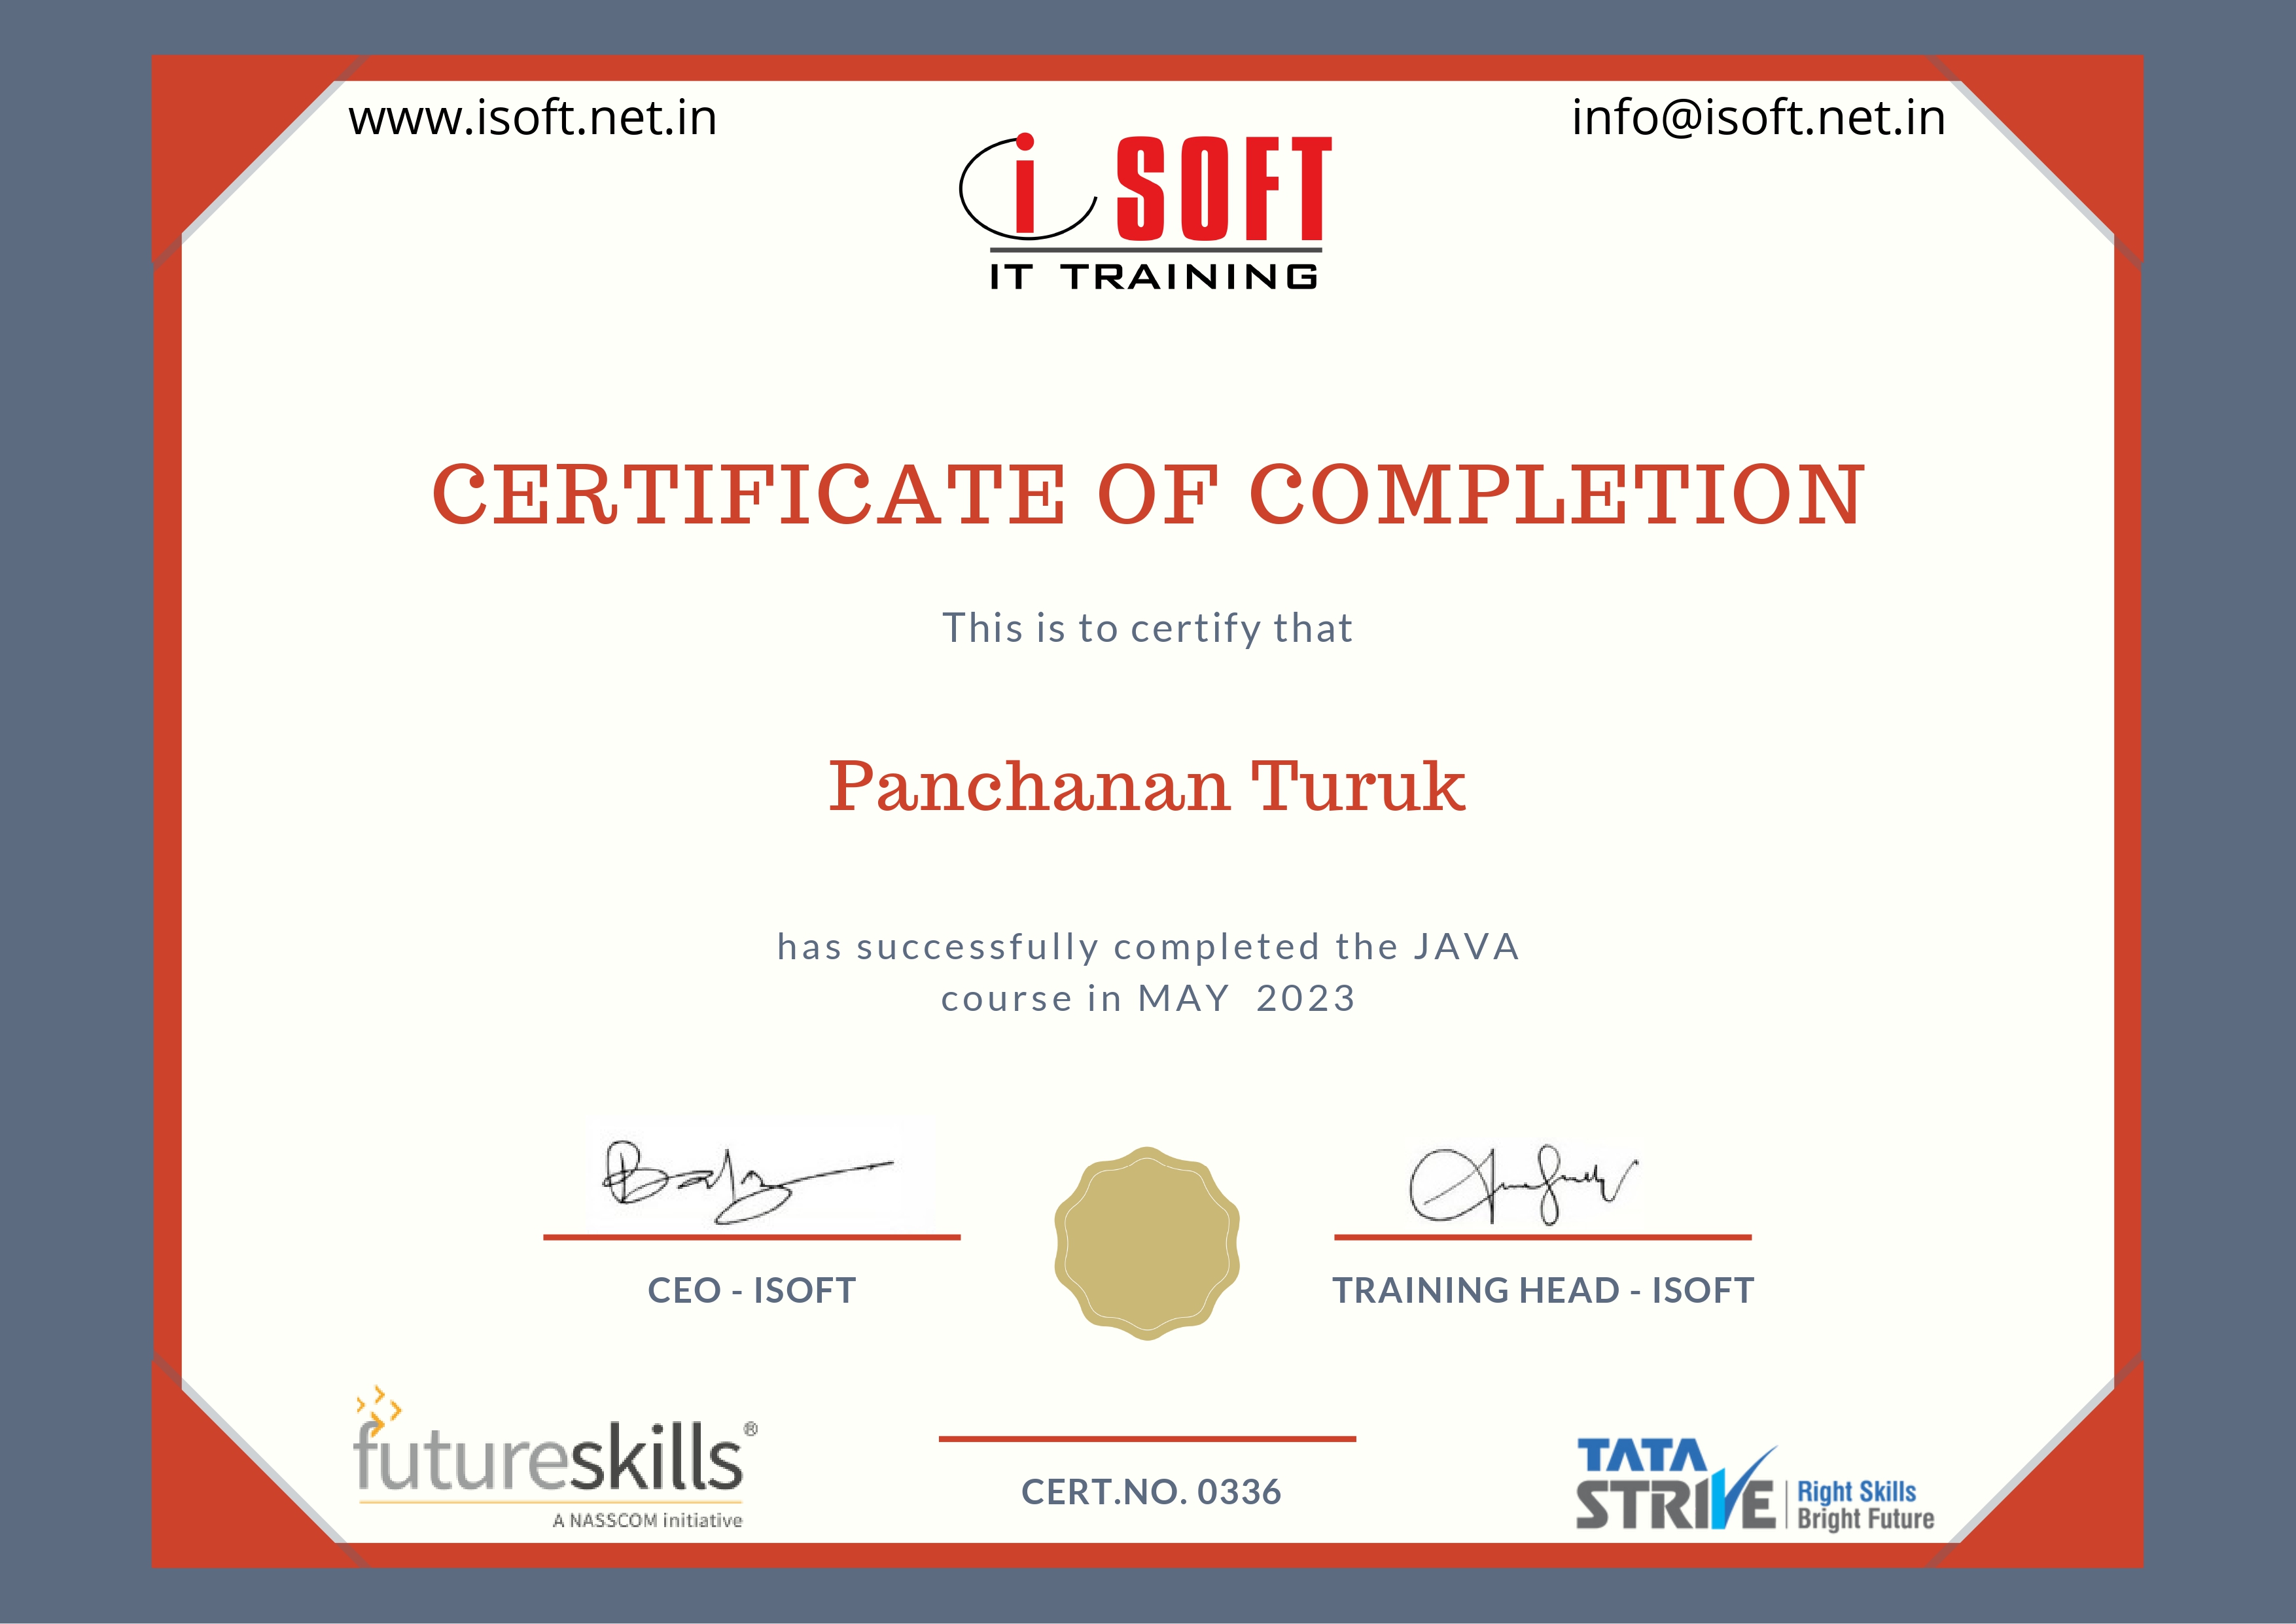 www.isoft.net.in
info@isoft.net.in
i SOFT
IT TRAINING
CERTIFICATE OF COMPLETION
This is to certify that
Panchanan Turuk
has successfully completed the JAVA
course in MAY 2023
CEO - ISOFT
TRAINING HEAD - ISOFT
futureskills®
A NASSCOM initiative
CERT.NO. 0336
TATA
STRIVE
Right Skills
Bright Future